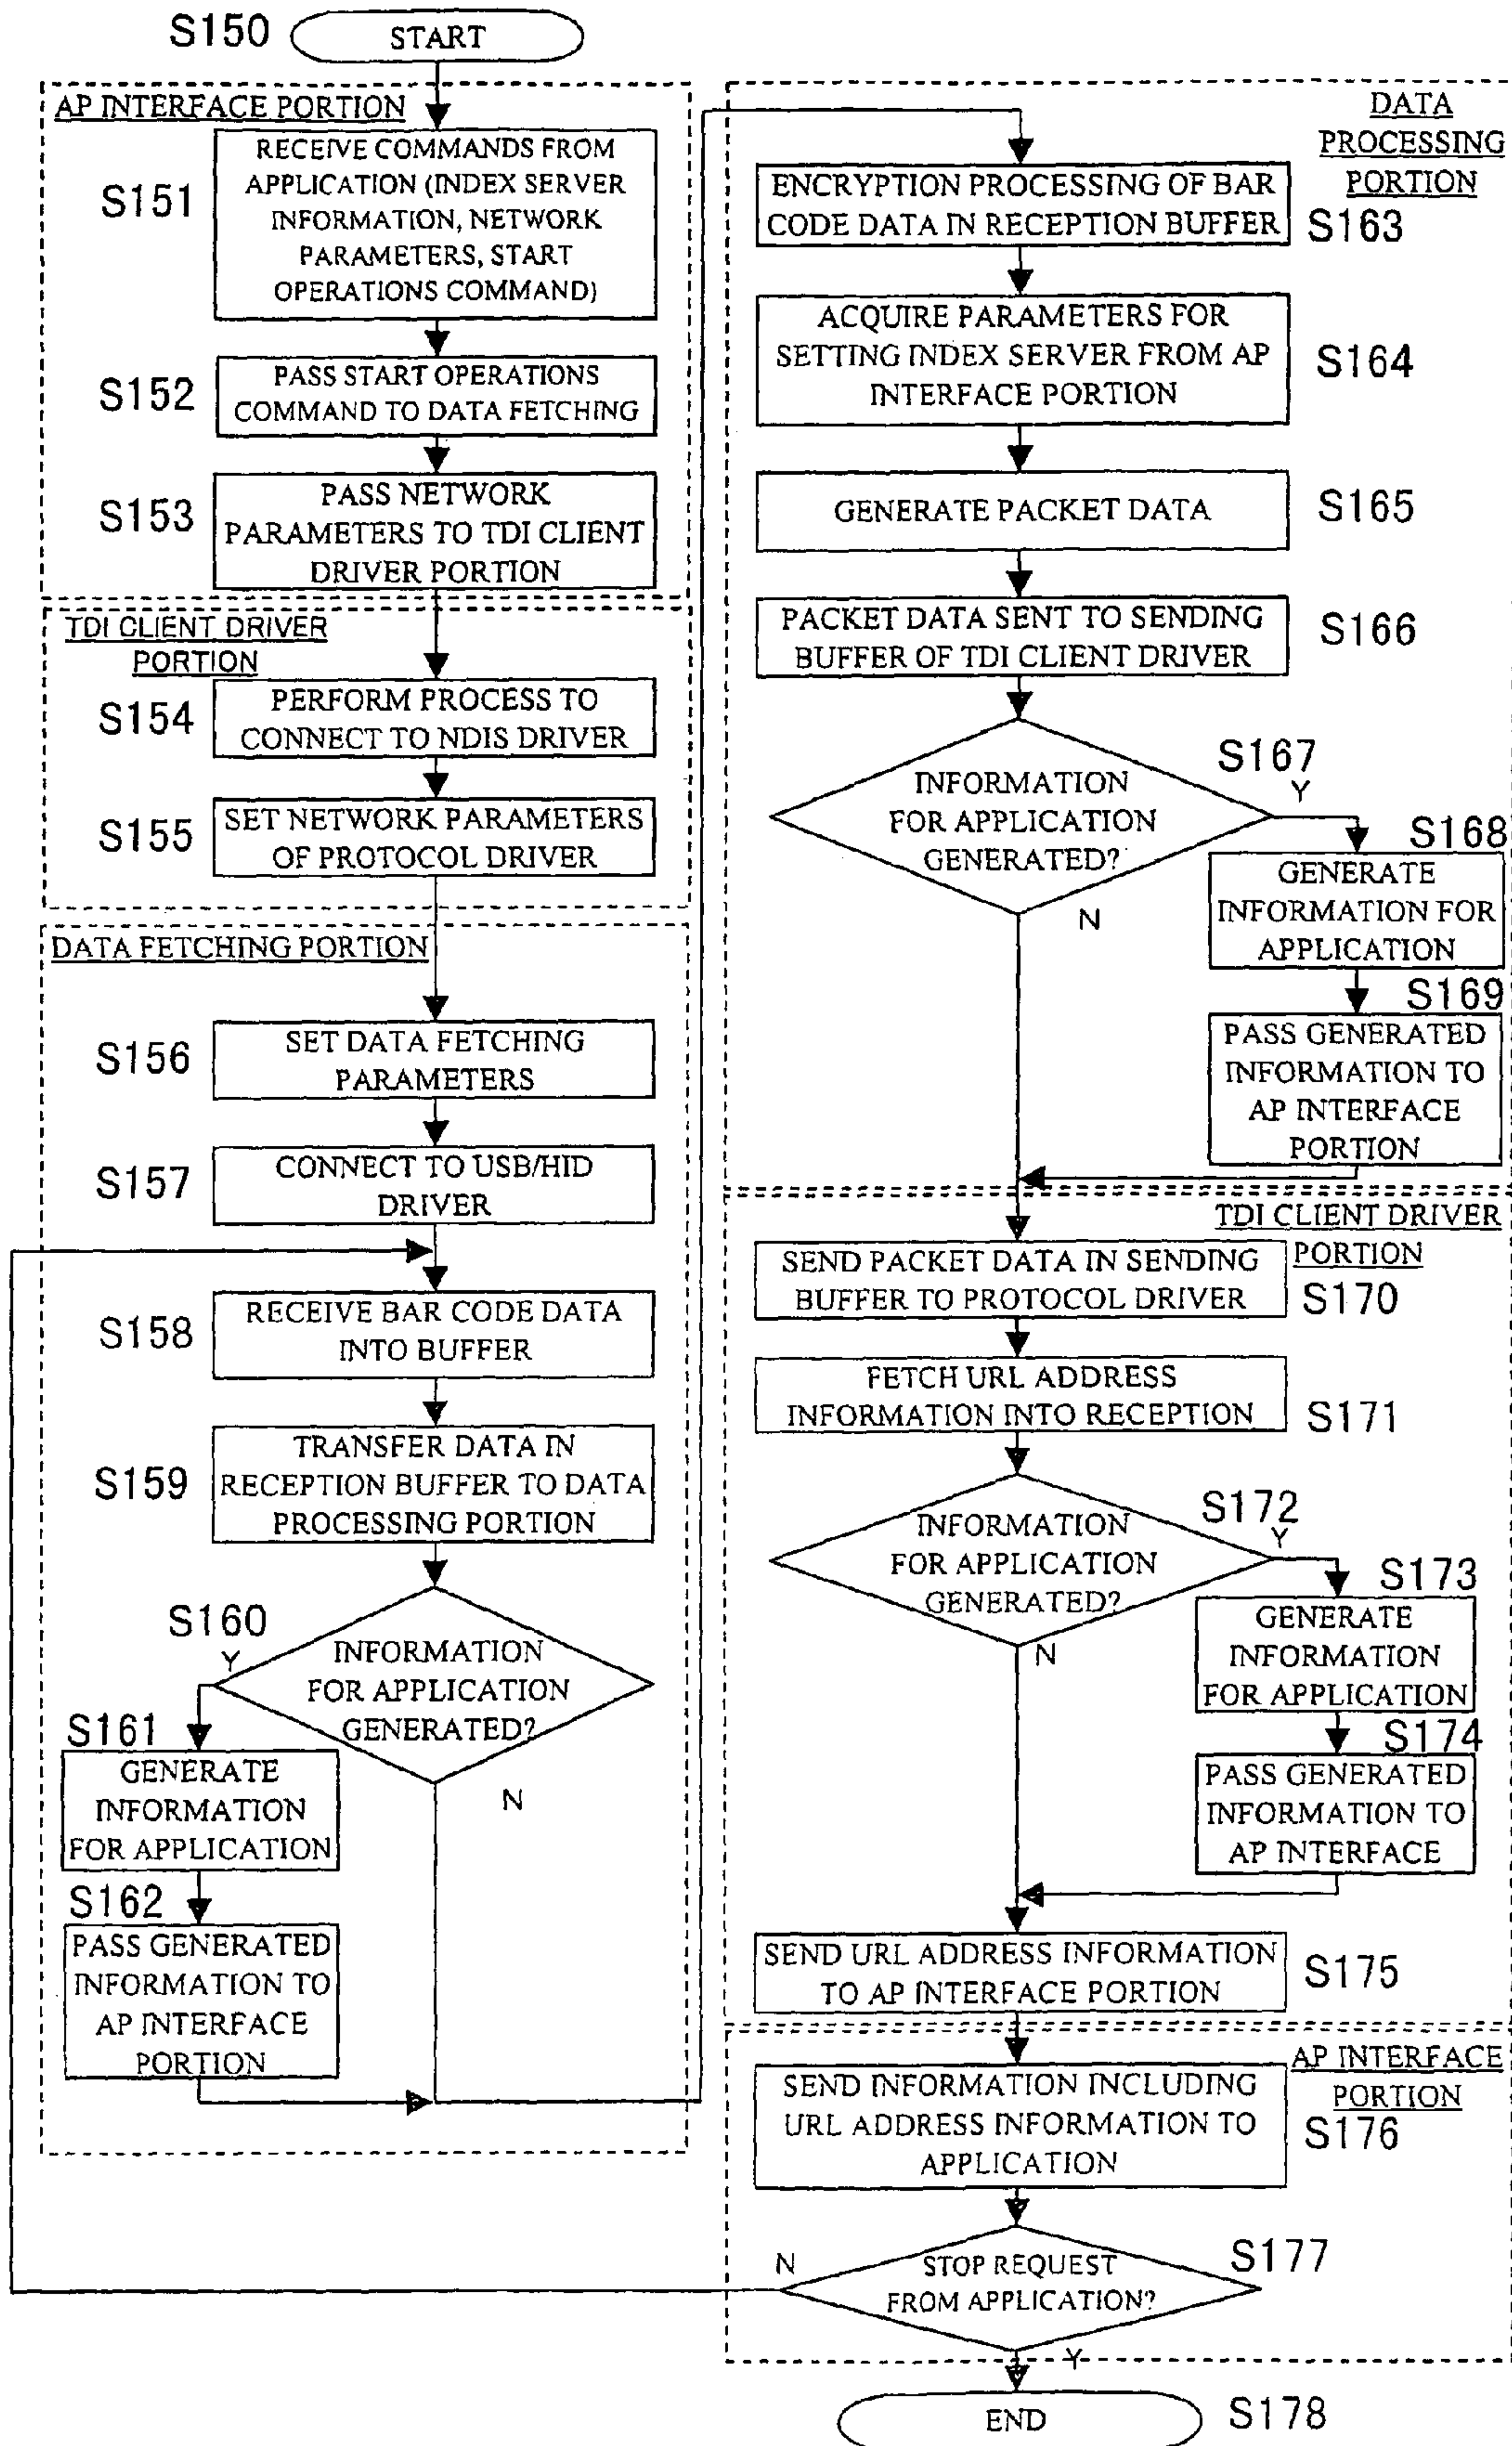 S150
START
AP INTERFACE PORTION
S151
RECEIVE COMMANDS FROM
APPLICATION (INDEX SERVER
INFORMATION, NETWORK
PARAMETERS, START
OPERATIONS COMMAND)
S152
PASS START OPERATIONS
COMMAND TO DATA FETCHING
S153
PASS NETWORK
PARAMETERS TO TDI CLIENT
DRIVER PORTION
TDI CLIENT DRIVER
PORTION
S154
PERFORM PROCESS TO
CONNECT TO NDIS DRIVER
S155
SET NETWORK PARAMETERS
OF PROTOCOL DRIVER
DATA FETCHING PORTION
S156
SET DATA FETCHING
PARAMETERS
S157
CONNECT TO USB/HID
DRIVER
S158
RECEIVE BAR CODE DATA
INTO BUFFER
S159
TRANSFER DATA IN
RECEPTION BUFFER TO DATA
PROCESSING PORTION
S160
Y
INFORMATION
FOR APPLICATION
GENERATED?
N
S161
GENERATE
INFORMATION
FOR APPLICATION
S162
PASS GENERATED
INFORMATION TO
AP INTERFACE
PORTION
DATA
PROCESSING
PORTION
ENCRYPTION PROCESSING OF BAR
CODE DATA IN RECEPTION BUFFER
S163
ACQUIRE PARAMETERS FOR
SETTING INDEX SERVER FROM AP
INTERFACE PORTION
S164
GENERATE PACKET DATA
S165
PACKET DATA SENT TO SENDING
BUFFER OF TDI CLIENT DRIVER
S166
INFORMATION
FOR APPLICATION
GENERATED?
S167
Y
N
S168
GENERATE
INFORMATION FOR
APPLICATION
S169
PASS GENERATED
INFORMATION TO
AP INTERFACE
PORTION
TDI CLIENT DRIVER
PORTION
SEND PACKET DATA IN SENDING
BUFFER TO PROTOCOL DRIVER
S170
FETCH URL ADDRESS
INFORMATION INTO RECEPTION
S171
INFORMATION
FOR APPLICATION
GENERATED?
S172
Y
N
S173
GENERATE
INFORMATION
FOR APPLICATION
S174
PASS GENERATED
INFORMATION TO
AP INTERFACE
SEND URL ADDRESS INFORMATION
TO AP INTERFACE PORTION
S175
AP INTERFACE
PORTION
SEND INFORMATION INCLUDING
URL ADDRESS INFORMATION TO
APPLICATION
S176
N
STOP REQUEST
FROM APPLICATION?
S177
Y
END
S178